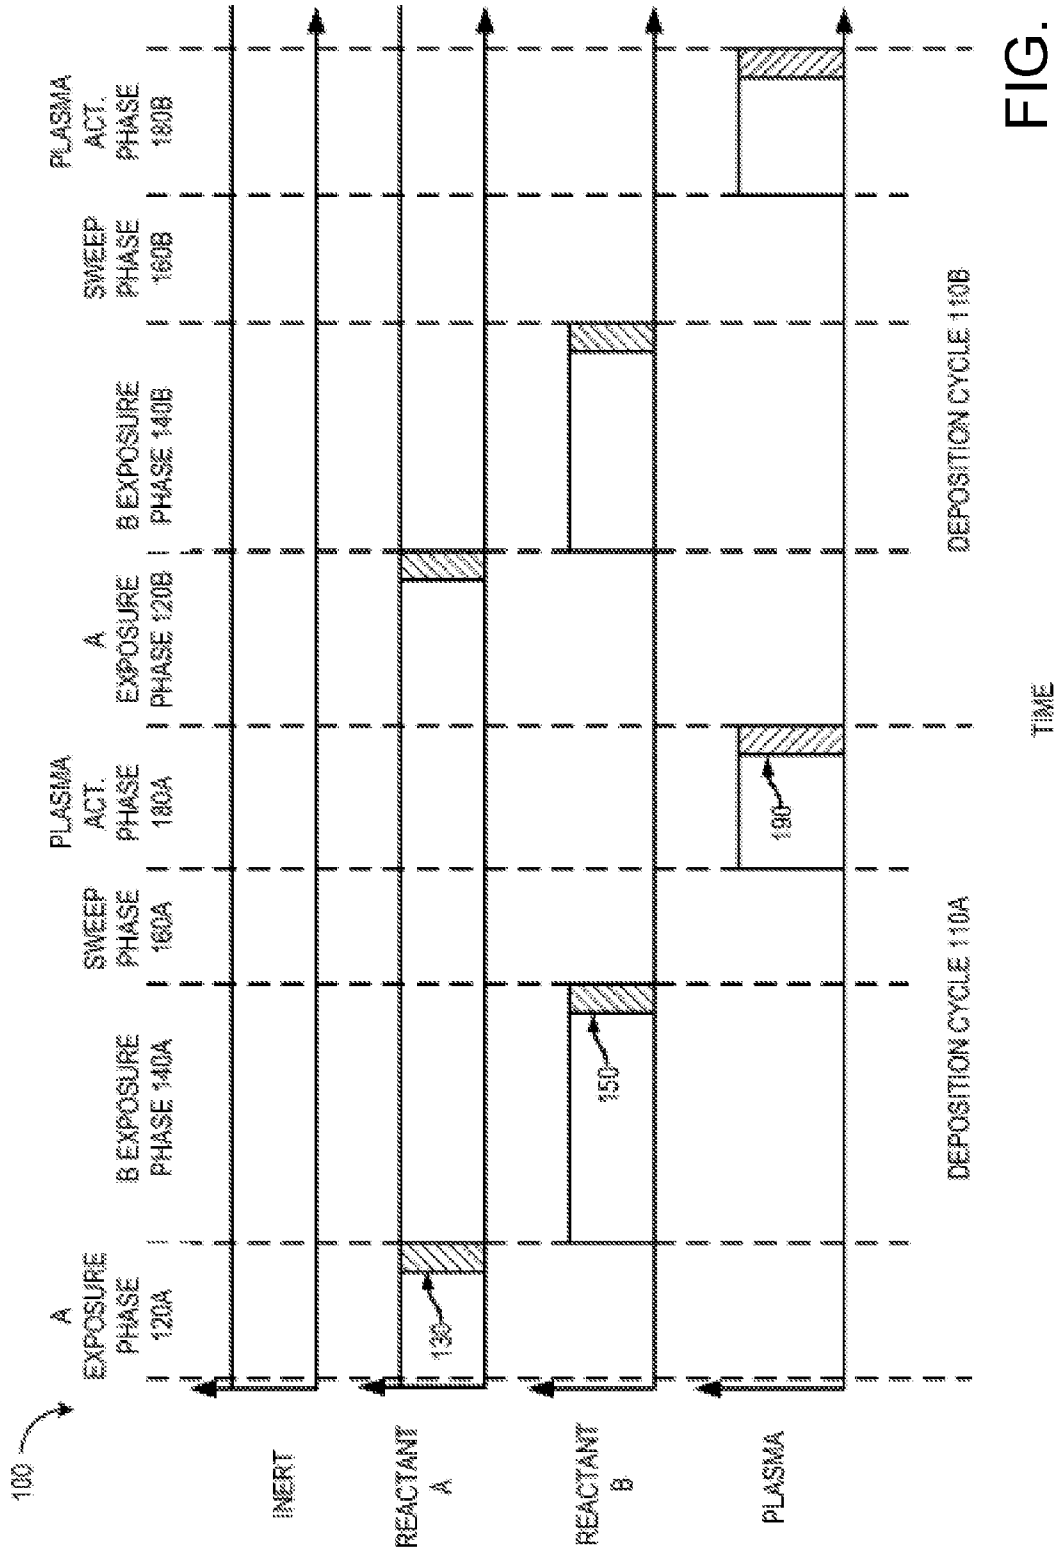 100
A
EXPOSURE
PHASE
120A
B EXPOSURE
PHASE 140A
SWEEP
PHASE
160A
PLASMA
ACT.
PHASE
180A
A
EXPOSURE
PHASE 120B
B EXPOSURE
PHASE 140B
SWEEP
PHASE
160B
PLASMA
ACT.
PHASE
180B
INERT
REACTANT
A
130
REACTANT
B
150
PLASMA
190
DEPOSITION CYCLE 110A
DEPOSITION CYCLE 110B
TIME
FIG.